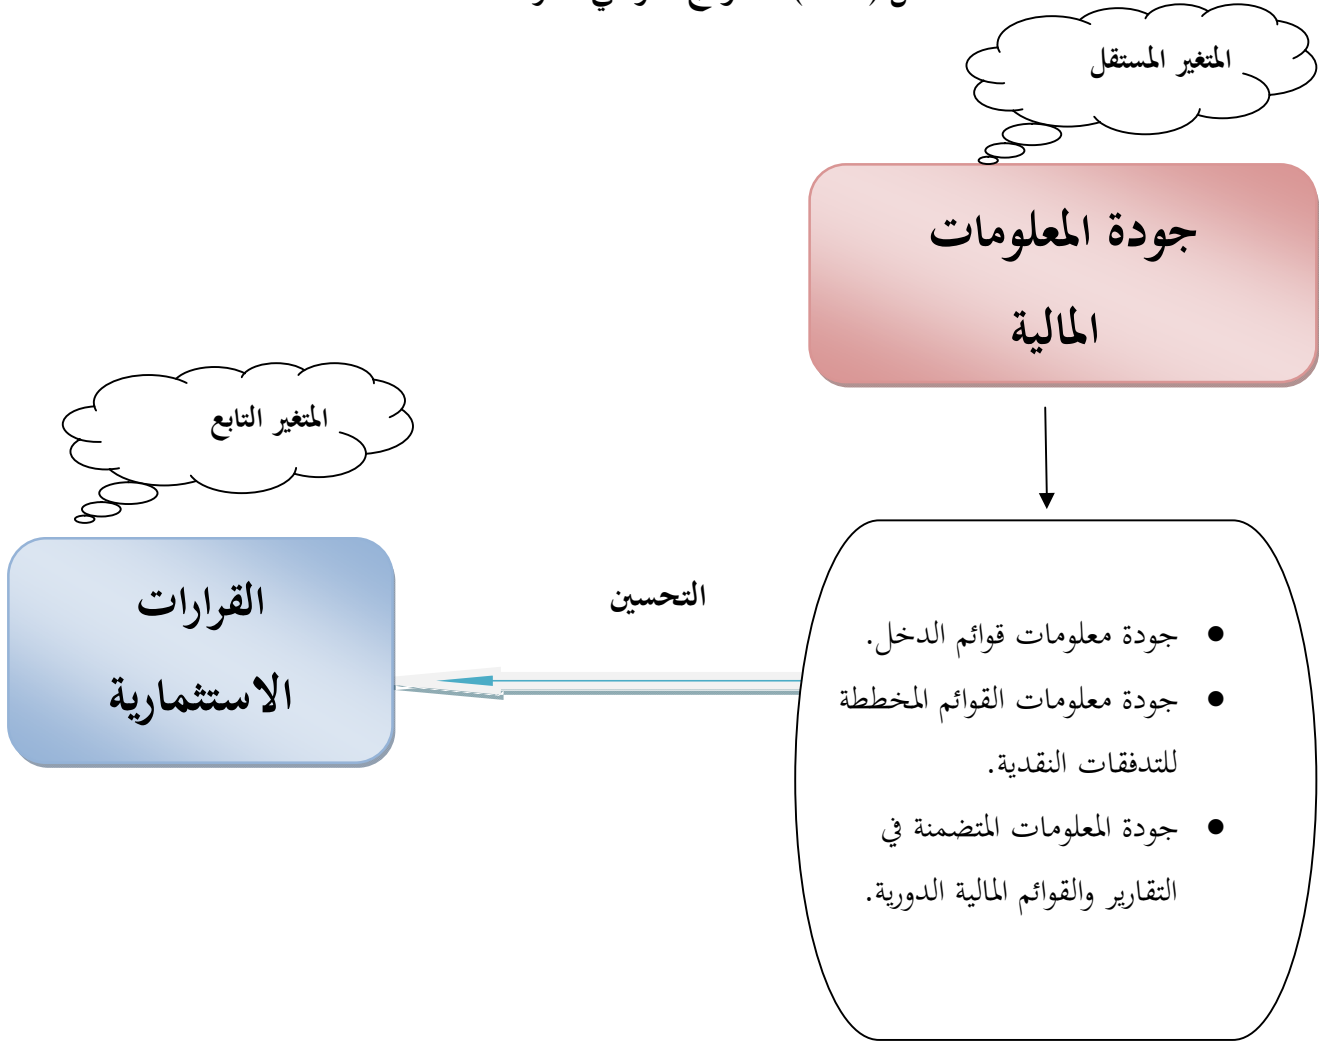 المتغير المستقل
جودة المعلومات
المالية
المتغير التابع
القرارات
الاستثمارية
التحسين
● جودة معلومات قوائم الدخل.
● جودة معلومات القوائم المخططة
للتدفقات النقدية.
● جودة المعلومات المتضمنة في
التقارير والقوائم المالية الدورية.